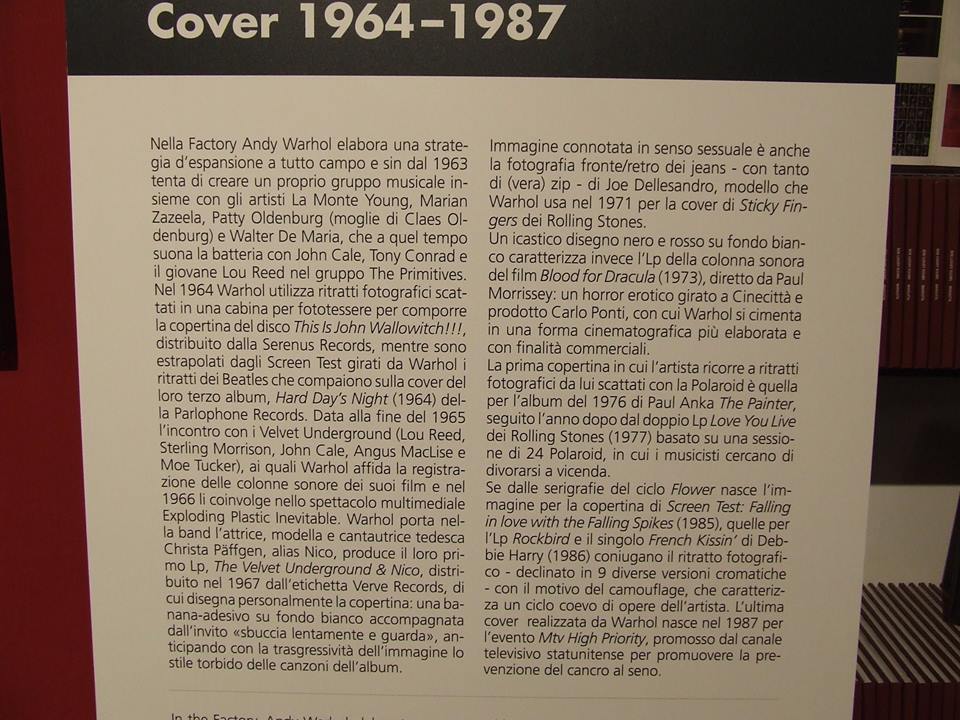 Cover 1964–1987
Nella Factory Andy Warhol elabora una strate-
gia d'espansione a tutto campo e sin dal 1963
tenta di creare un proprio gruppo musicale in-
sieme con gli artisti La Monte Young, Marian
Zazeela, Patty Oldenburg (moglie di Claes Ol-
denburg) e Walter De Maria, che a quel tempo
suona la batteria con John Cale, Tony Conrad e
il giovane Lou Reed nel gruppo The Primitives.
Nel 1964 Warhol utilizza ritratti fotografici scat-
tati in una cabina per fototessere per comporre
la copertina del disco This Is John Wallowitch!!!,
distribuito dalla Serenus Records, mentre sono
estrapolati dagli Screen Test girati da Warhol i
ritratti dei Beatles che compaiono sulla cover del
loro terzo album, Hard Day's Night (1964) del-
la Parlophone Records. Data alla fine del 1965
l'incontro con i Velvet Underground (Lou Reed,
Sterling Morrison, John Cale, Angus MacLise e
Moe Tucker), ai quali Warhol affida la registra-
zione delle colonne sonore dei suoi film e nel
1966 li coinvolge nello spettacolo multimediale
Exploding Plastic Inevitable. Warhol porta nel-
la band l'attrice, modella e cantautrice tedesca
Christa Päffgen, alias Nico, produce il loro pri-
mo Lp, The Velvet Underground & Nico, distri-
buito nel 1967 dall'etichetta Verve Records, di
cui disegna personalmente la copertina: una ba-
nana-adesivo su fondo bianco accompagnata
dall'invito «sbuccia lentamente e guarda», an-
ticipando con la trasgressività dell'immagine lo
stile torbido delle canzoni dell'album.
Immagine connotata in senso sessuale è anche
la fotografia fronte/retro dei jeans - con tanto
di (vera) zip - di Joe Dellesandro, modello che
Warhol usa nel 1971 per la cover di Sticky Fin-
gers dei Rolling Stones.
Un icastico disegno nero e rosso su fondo bian-
co caratterizza invece l'Lp della colonna sonora
del film Blood for Dracula (1973), diretto da Paul
Morrissey: un horror erotico girato a Cinecittà e
prodotto Carlo Ponti, con cui Warhol si cimenta
in una forma cinematografica più elaborata e
con finalità commerciali.
La prima copertina in cui l'artista ricorre a ritratti
fotografici da lui scattati con la Polaroid è quella
per l'album del 1976 di Paul Anka The Painter,
seguito l'anno dopo dal doppio Lp Love You Live
dei Rolling Stones (1977) basato su una sessio-
ne di 24 Polaroid, in cui i musicisti cercano di
divorarsi a vicenda.
Se dalle serigrafie del ciclo Flower nasce l'im-
magine per la copertina di Screen Test: Falling
in love with the Falling Spikes (1985), quelle per
l'Lp Rockbird e il singolo French Kissin' di Deb-
bie Harry (1986) coniugano il ritratto fotografi-
co - declinato in 9 diverse versioni cromatiche
- con il motivo del camouflage, che caratteriz-
za un ciclo coevo di opere dell'artista. L'ultima
cover realizzata da Warhol nasce nel 1987 per
l'evento Mtv High Priority, promosso dal canale
televisivo statunitense per promuovere la pre-
venzione del cancro al seno.
In the Factory, Andy Warhol